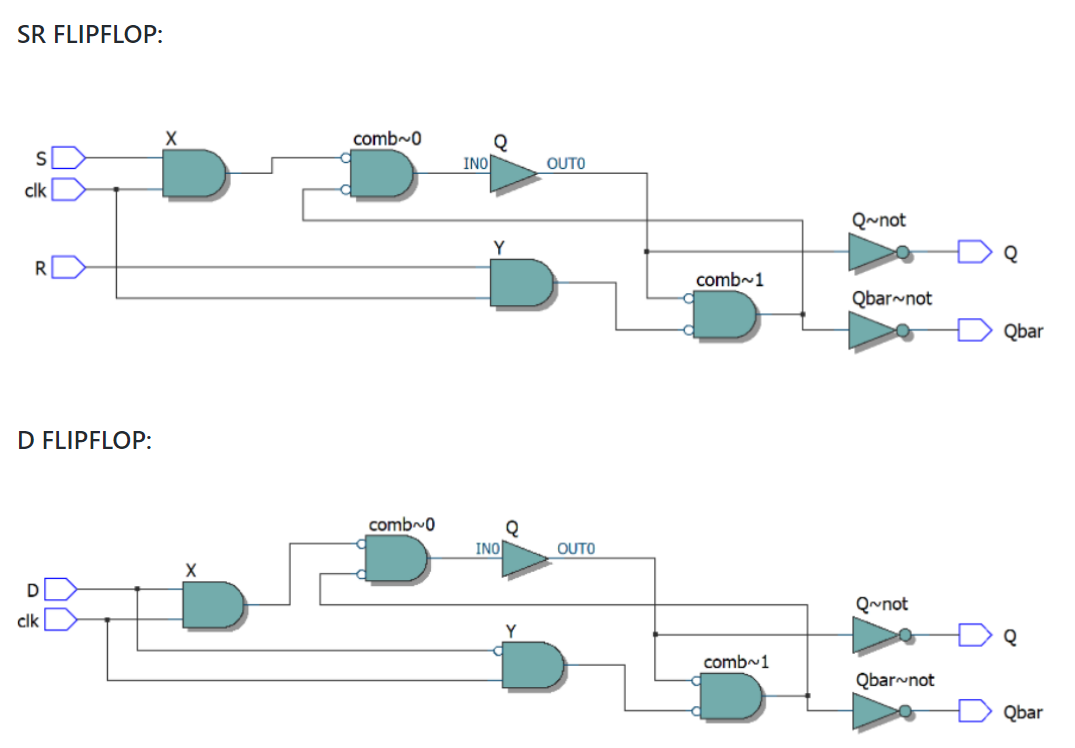 SR FLIPFLOP:
X
comb~0
Q
S
IN0
OUT0
clk
Q~not
Y
Q
R
comb~1
Qbar~not
Qbar
D FLIPFLOP:
comb~0
Q
IN0
OUT0
X
D
Q~not
clk
Y
Q
comb~1
Qbar~not
Qbar